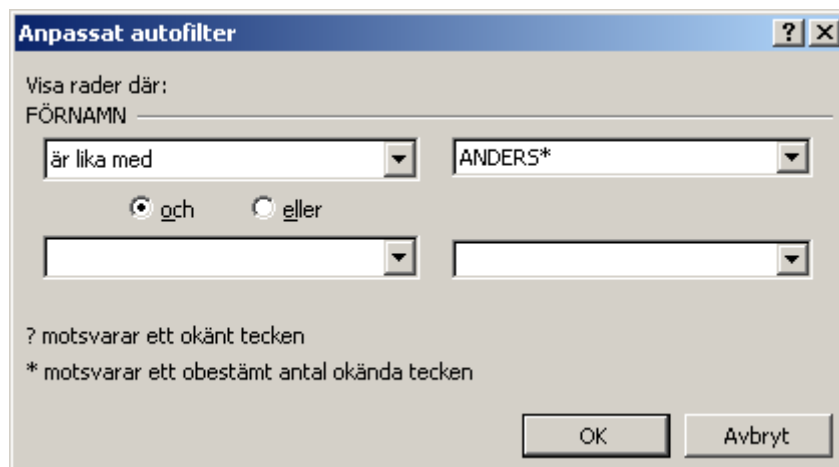 Anpassat autofilter
Visa rader där:
FÖRNAMN
är lika med ANDERS*
och eller
? motsvarar ett okänt tecken
* motsvarar ett obestämt antal okända tecken
OK Avbryt